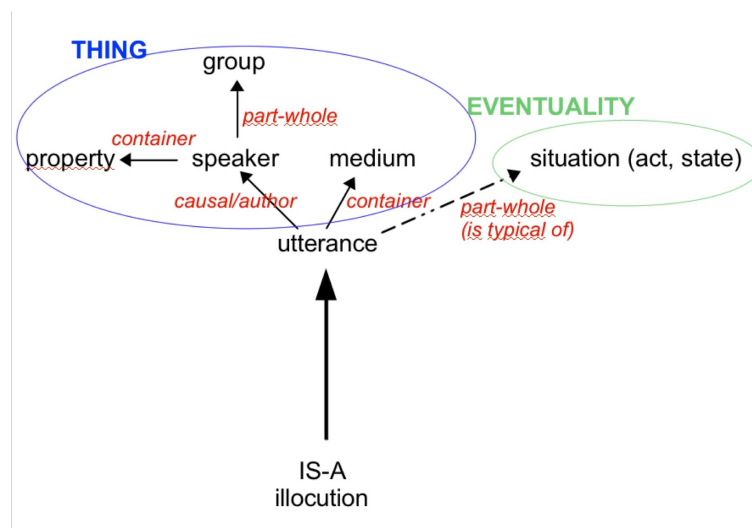 THING
group
EVENTUALITY
part-whole
container
property
speaker
medium
situation (act, state)
causal/author
container
part-whole
(is typical of)
utterance
IS-A
illocution